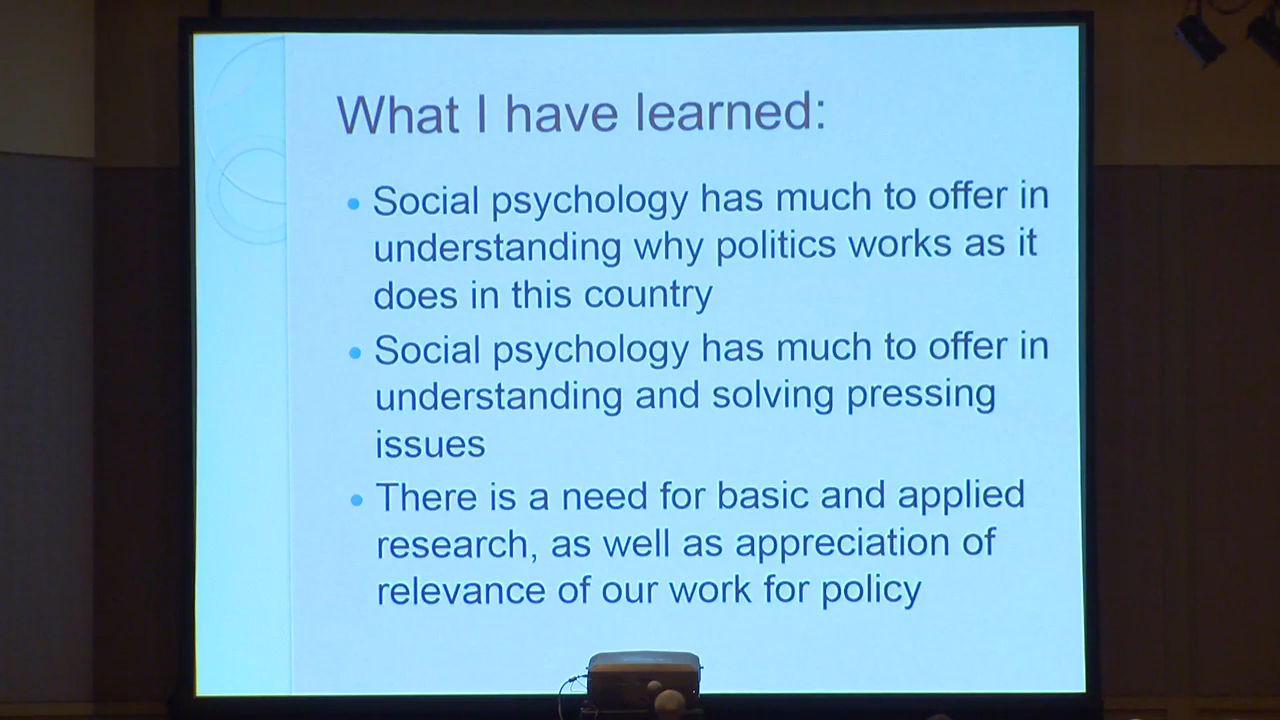 What I have learned:
• Social psychology has much to offer in
understanding why politics works as it
does in this country
• Social psychology has much to offer in
understanding and solving pressing
issues
• There is a need for basic and applied
research, as well as appreciation of
relevance of our work for policy